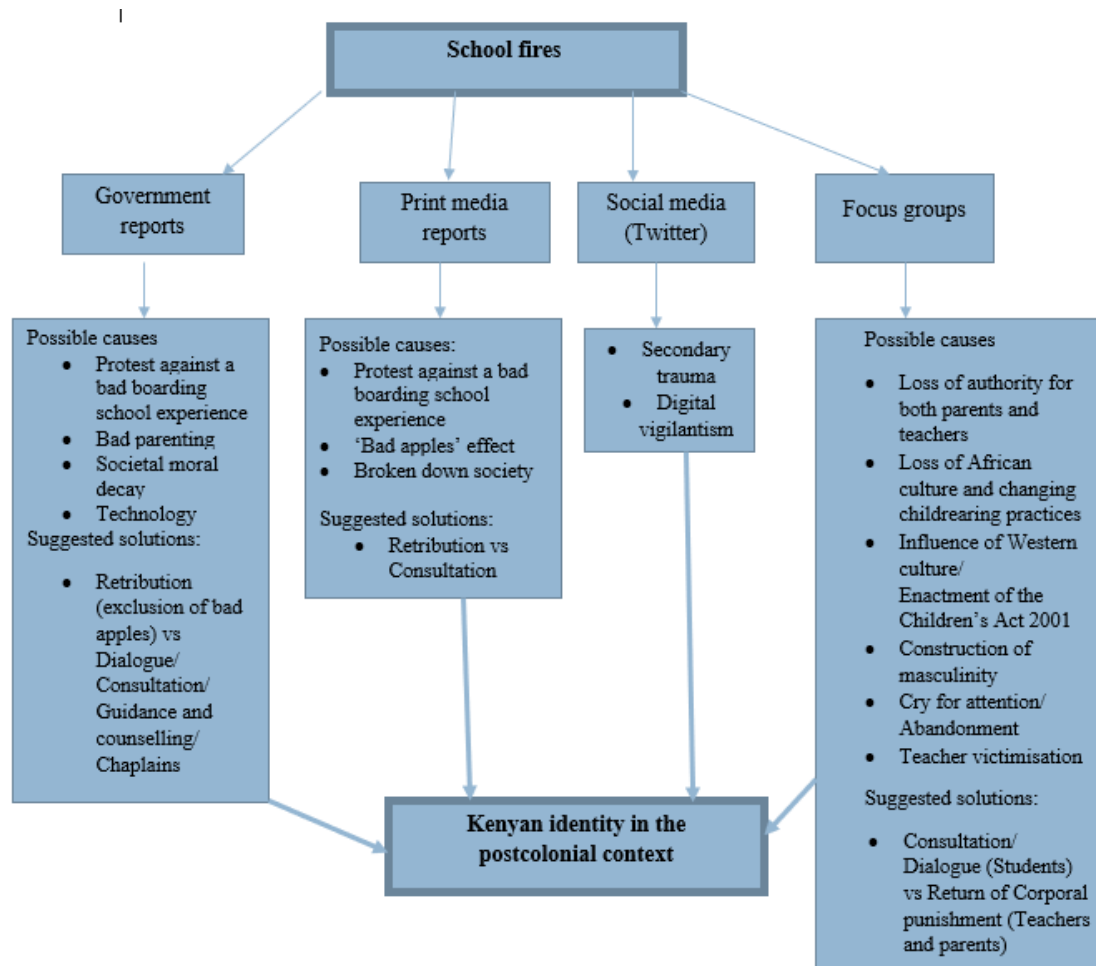 School fires
Government
reports
Print media
reports
Social media
(Twitter)
Focus groups
Possible causes
• Protest against a
bad boarding
school experience
• Bad parenting
• Societal moral
decay
• Technology
Suggested solutions:
• Retribution
(exclusion of bad
apples) vs
Dialogue/
Consultation/
Guidance and
counselling/
Chaplains
Possible causes:
• Protest against a bad
boarding school
experience
• ‘Bad apples’ effect
• Broken down society
Suggested solutions:
• Retribution vs
Consultation
• Secondary
trauma
• Digital
vigilantism
Possible causes
• Loss of authority for
both parents and
teachers
• Loss of African
culture and changing
childrearing practices
• Influence of Western
culture/
Enactment of the
Children’s Act 2001
• Construction of
masculinity
• Cry for attention/
Abandonment
• Teacher victimisation
Suggested solutions:
• Consultation/
Dialogue (Students)
vs Return of Corporal
punishment (Teachers
and parents)
Kenyan identity in the
postcolonial context